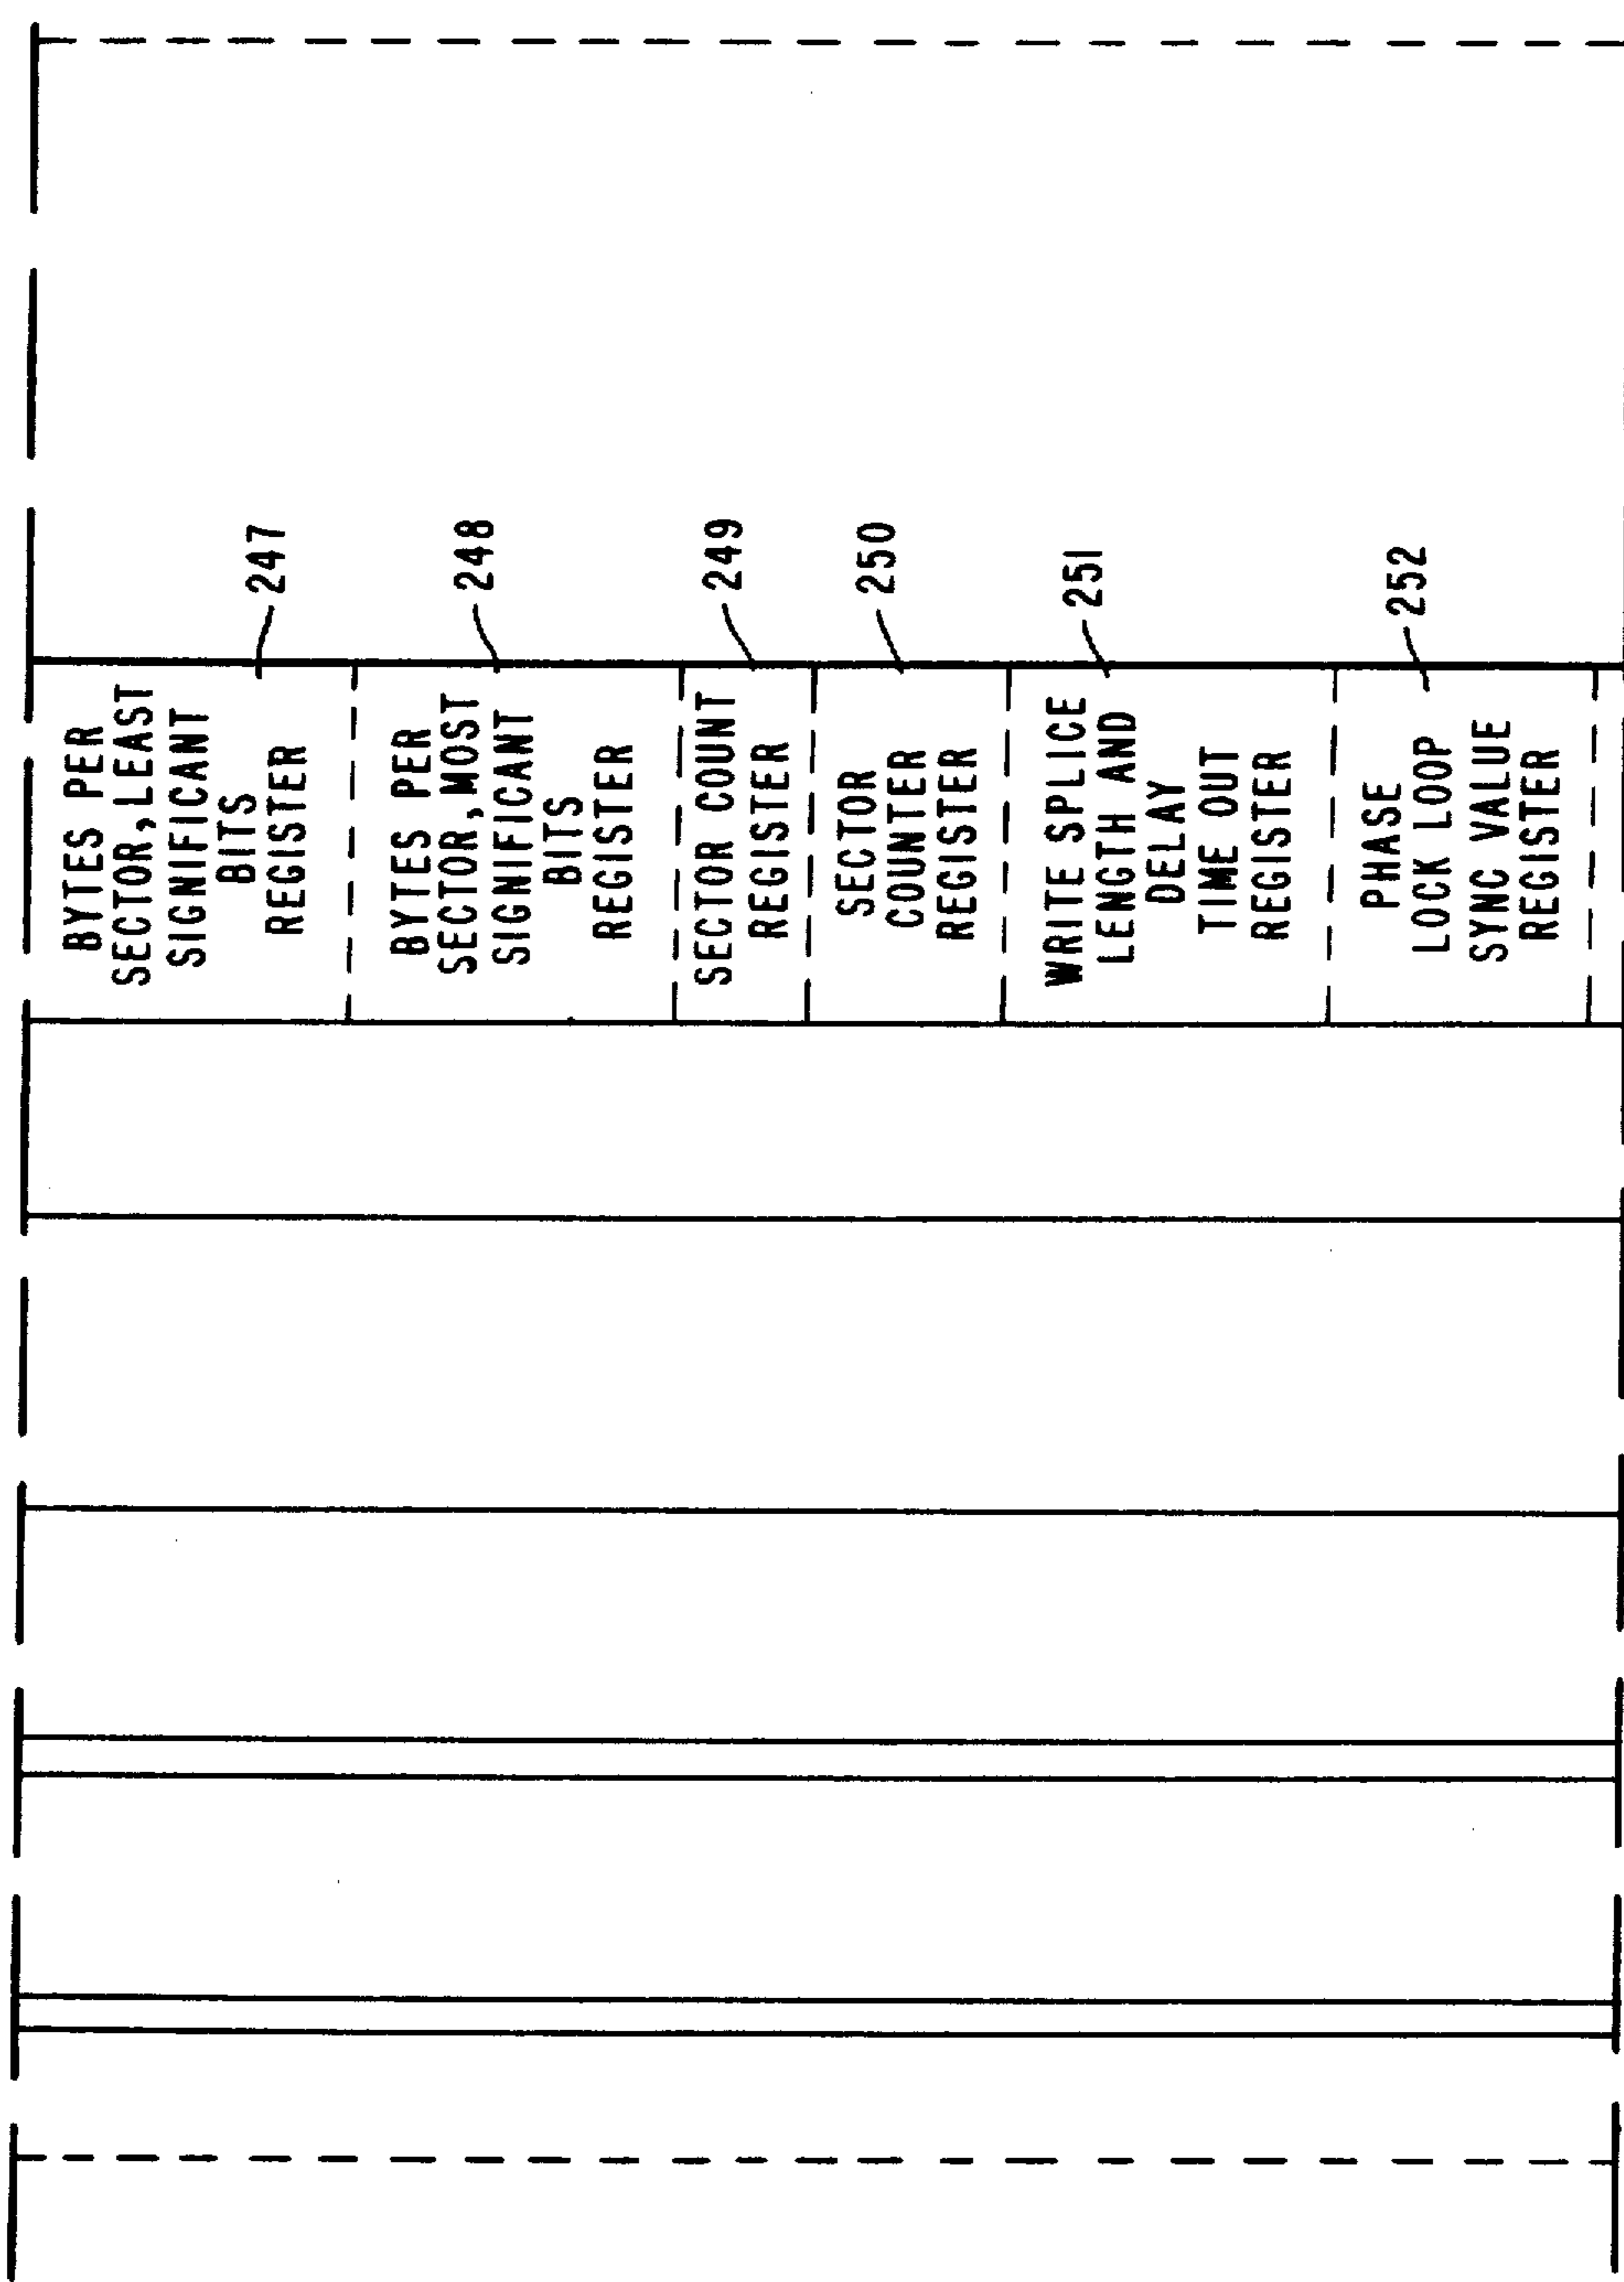 BYTES PER
SECTOR,LEAST
SIGNIFICANT
BITS
REGISTER
247
BYTES PER
SECTOR,MOST
SIGNIFICANT
BITS
REGISTER
248
SECTOR COUNT
REGISTER
249
SECTOR
COUNTER
REGISTER
250
WRITE SPLICE
LENGTH AND
DELAY
TIME OUT
REGISTER
251
PHASE
LOCK LOOP
SYNC VALUE
REGISTER
252